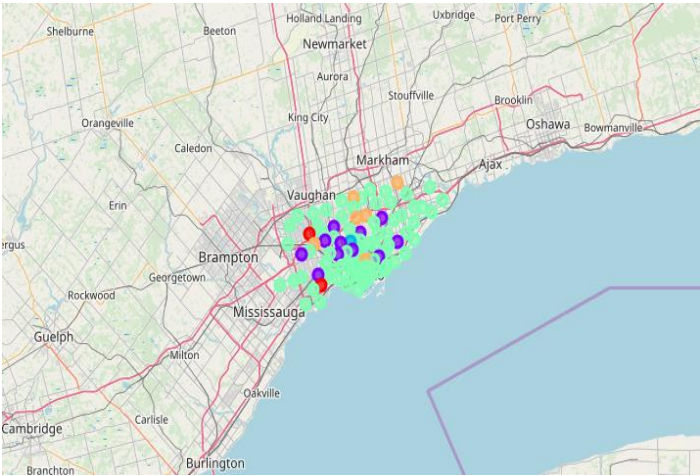 Holland Landing
Uxbridge
Port Perry
Shelburne
Beeton
Newmarket
Aurora
Stouffville
Brooklin
Orangeville
King City
Oshawa
Bowmanville
Caledon
Markham
Ajax
Vaughan
Erin
ergus
Brampton
Georgetown
Rockwood
Mississauga
Guelph
Milton
Oakville
Carlisle
Cambridge
Burlington
Branchton